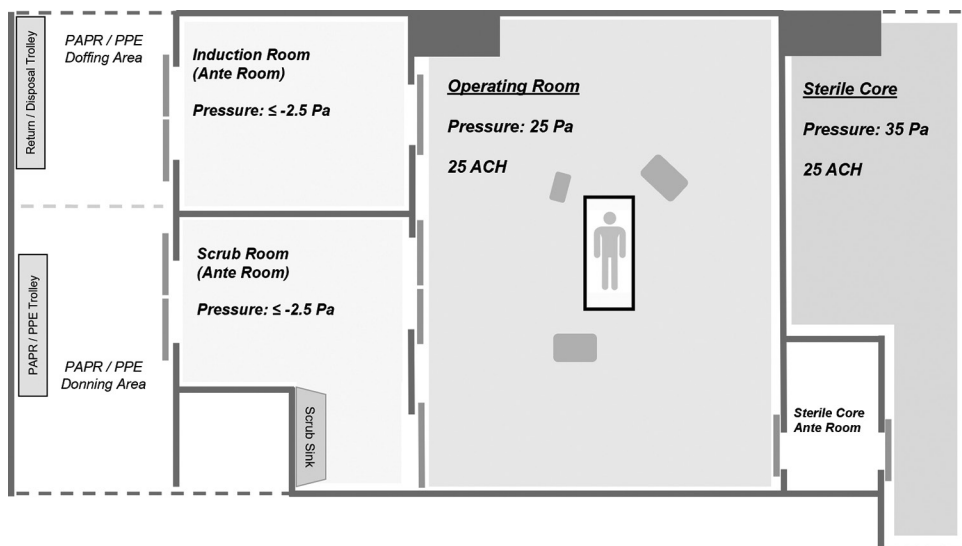 Return / Disposal Trolley
PAPR / PPE
Doffing Area
Induction Room
(Ante Room)
Pressure: ≤ -2.5 Pa
Operating Room
Pressure: 25 Pa
25 ACH
Sterile Core
Pressure: 35 Pa
25 ACH
Scrub Room
(Ante Room)
Pressure: ≤ -2.5 Pa
PAPR / PPE Trolley
PAPR / PPE
Donning Area
Scrub Sink
Sterile Core
Ante Room